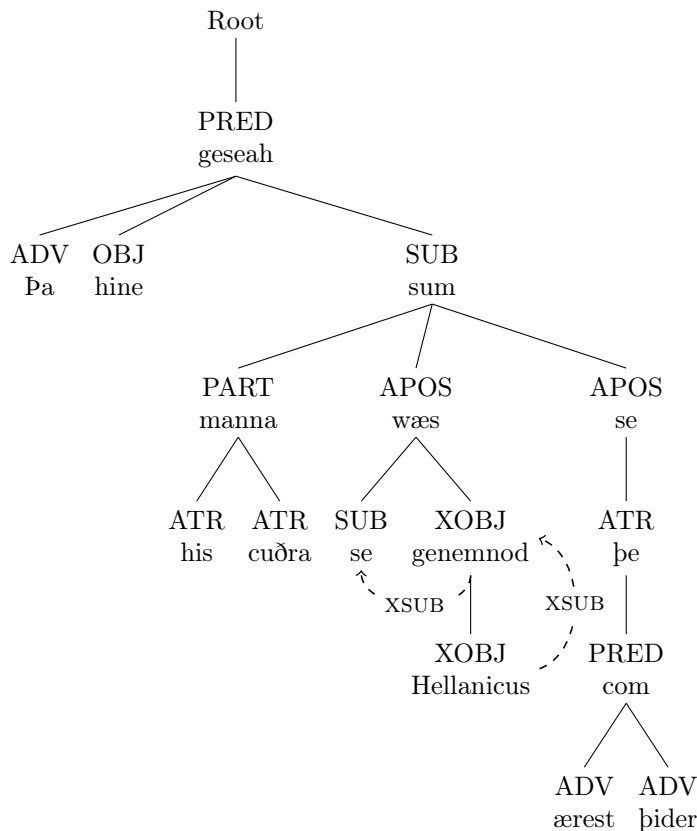 Root
PRED
geseah
ADV OBJ SUB
Þa hine sum
PART APOS APOS
manna wæs se
ATR ATR SUB XOBJ ATR
his cuðra se genemnod þe
XSUB XSUB
XOBJ PRED
Hellanicus com
ADV ADV
ærest þider